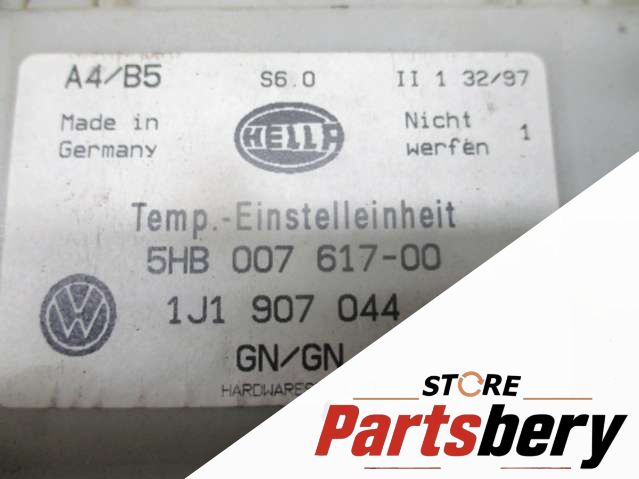 A4/B5 S6.0 II 1 32/97
Made in Germany
HELLA
Nicht werfen 1
Temp.-Einstelleinheit
5HB 007 617-00
1J1 907 044
GN/GN
STORE
Partsbery